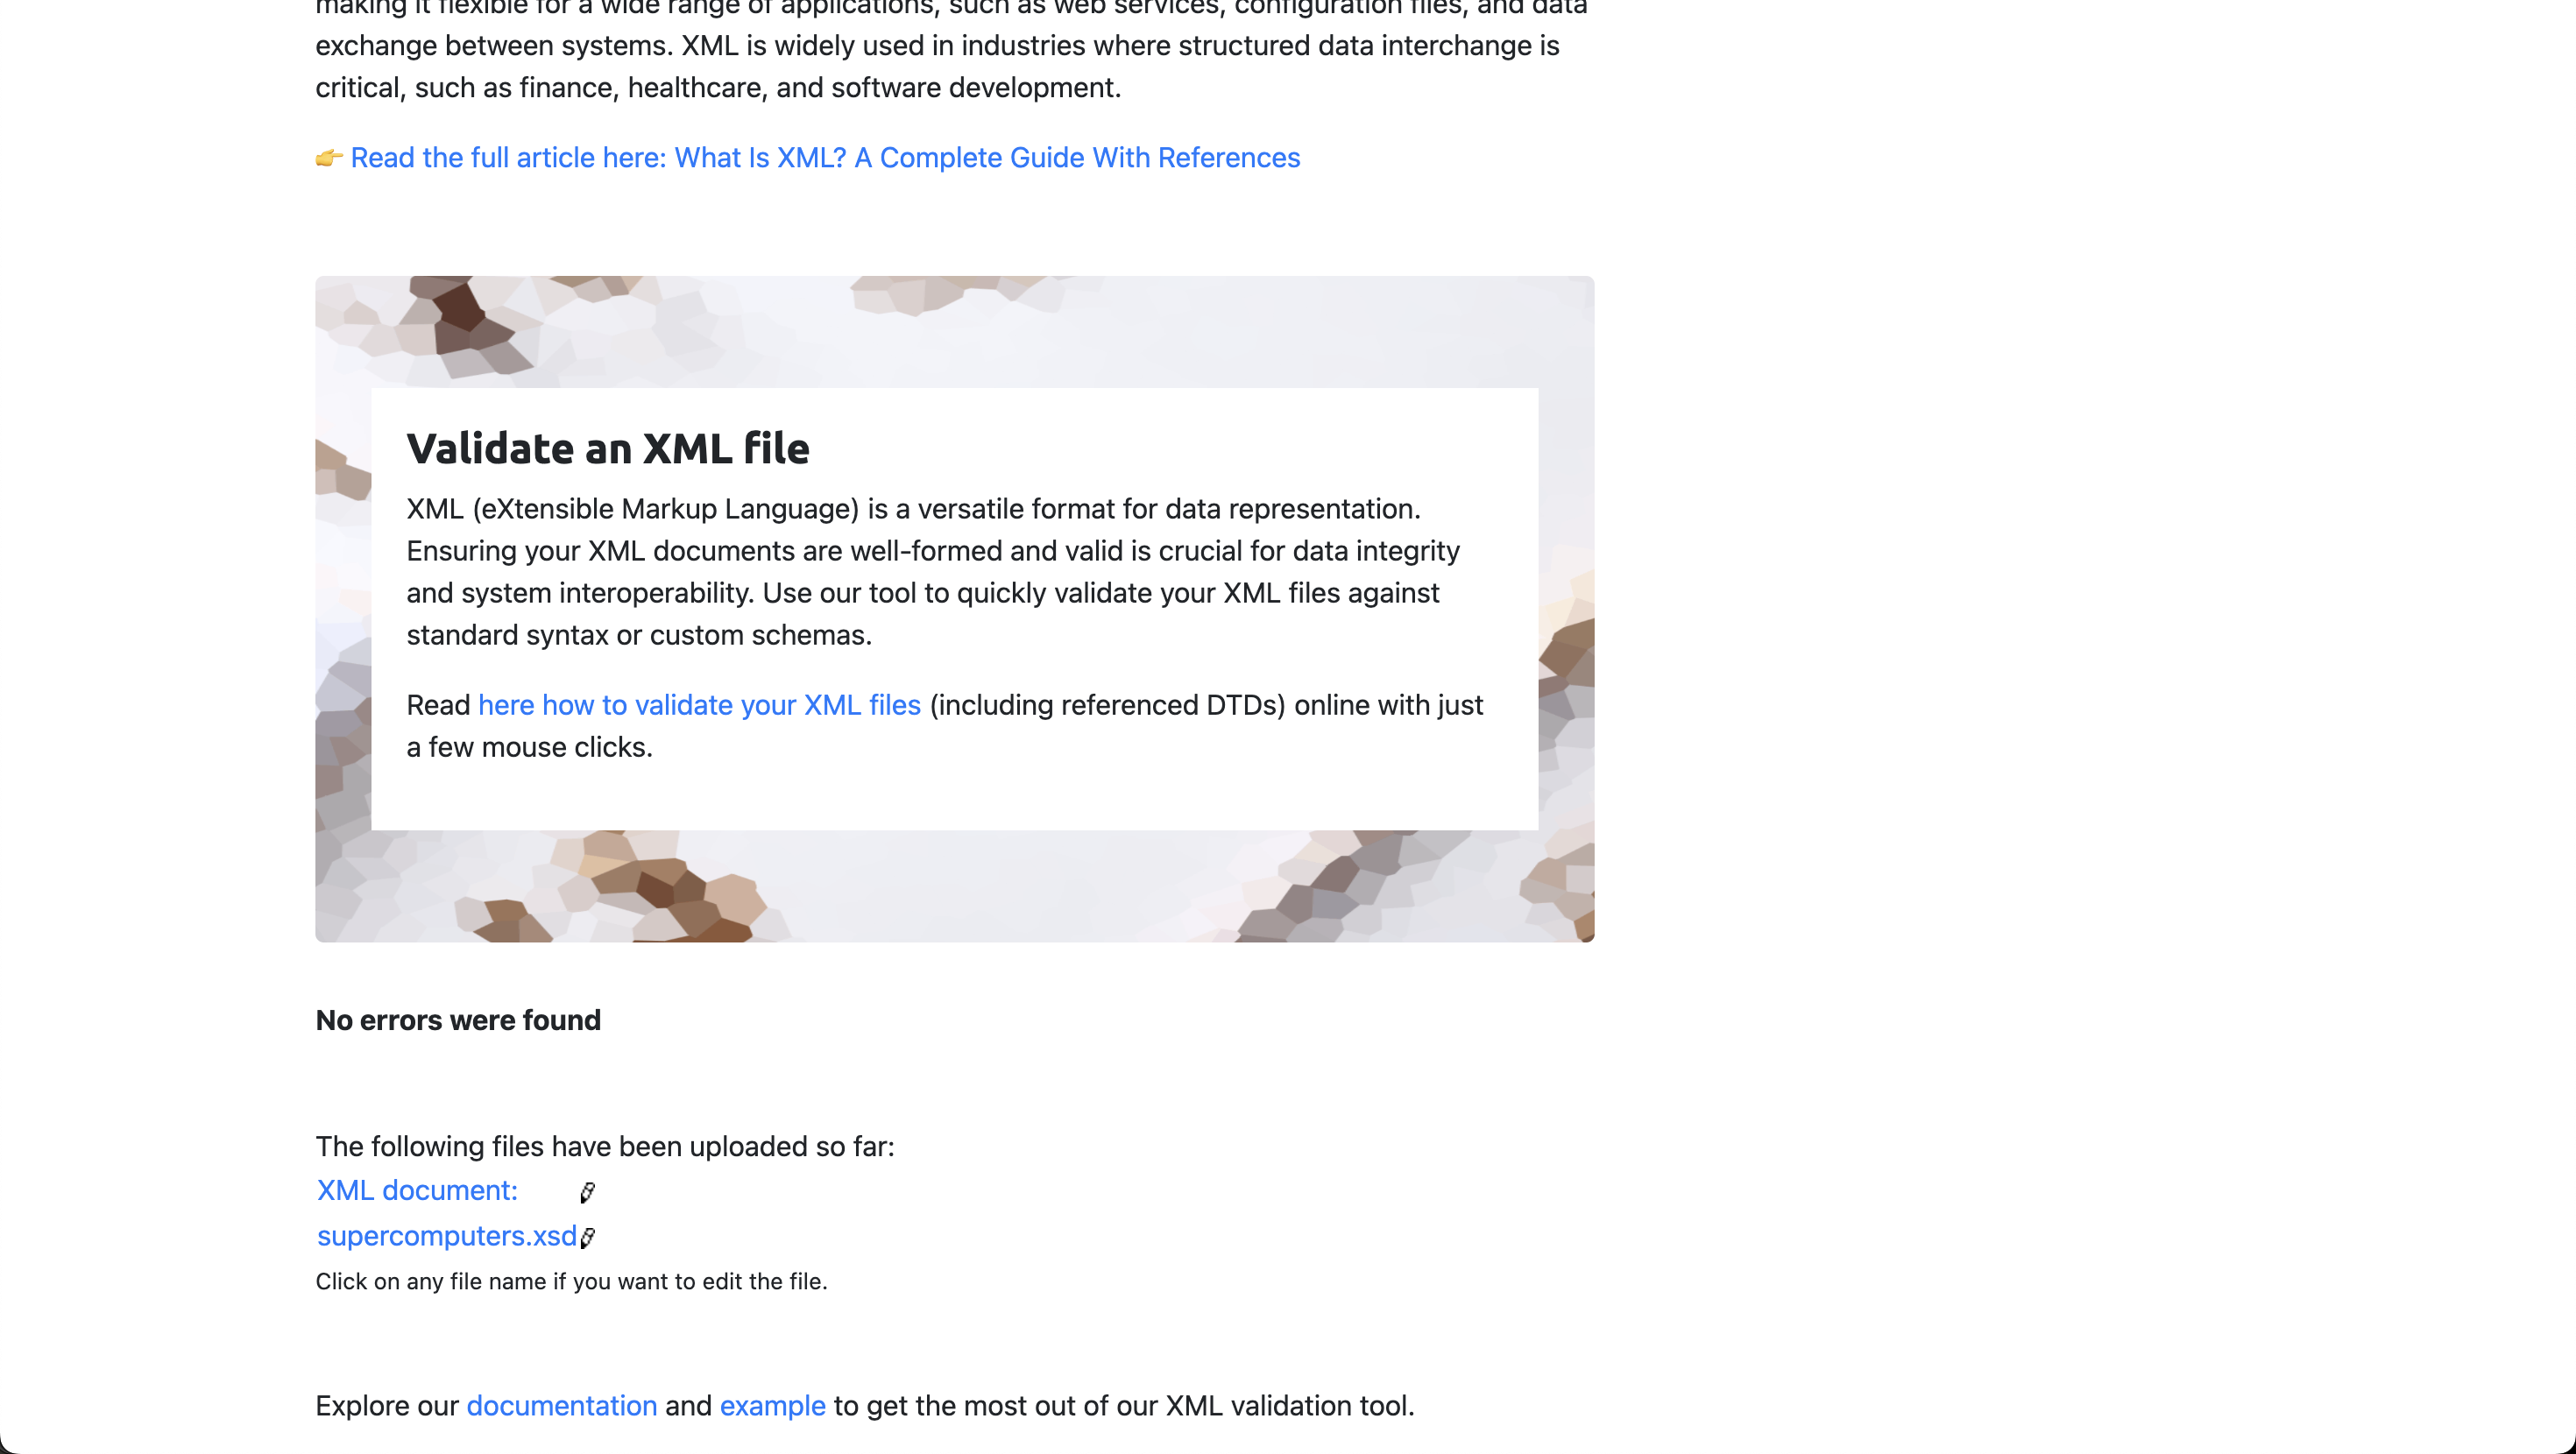 making it flexible for a wide range of applications, such as web services, configuration files, and data
exchange between systems. XML is widely used in industries where structured data interchange is
critical, such as finance, healthcare, and software development.
👉 Read the full article here: What Is XML? A Complete Guide With References
Validate an XML file
XML (eXtensible Markup Language) is a versatile format for data representation.
Ensuring your XML documents are well-formed and valid is crucial for data integrity
and system interoperability. Use our tool to quickly validate your XML files against
standard syntax or custom schemas.
Read here how to validate your XML files (including referenced DTDs) online with just
a few mouse clicks.
No errors were found
The following files have been uploaded so far:
XML document:
supercomputers.xsd
Click on any file name if you want to edit the file.
Explore our documentation and example to get the most out of our XML validation tool.